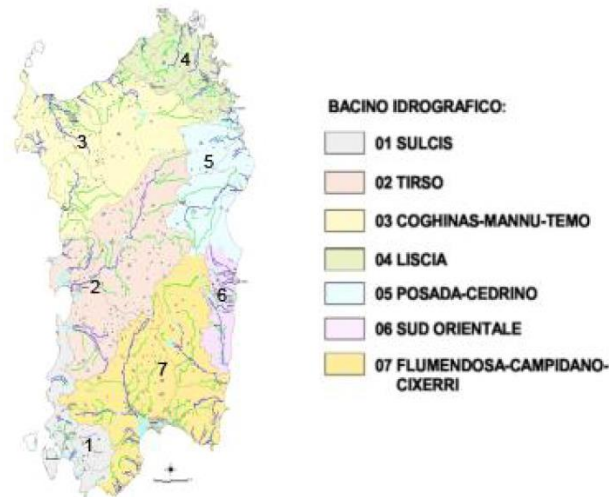 4
3
5
2
6
7
1
BACINO IDROGRAFICO:
01 SULCIS
02 TIRSO
03 COGHINAS-MANNU-TEMO
04 LISCIA
05 POSADA-CEDRINO
06 SUD ORIENTALE
07 FLUMENDOSA-CAMPIDANO-
CIXERRI